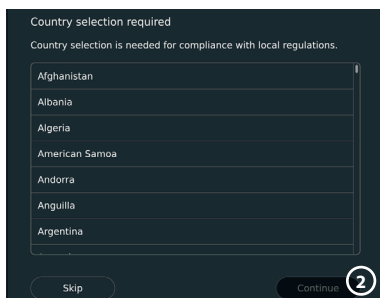 Country selection required
Country selection is needed for compliance with local regulations.
Afghanistan
Albania
Algeria
American Samoa
Andorra
Anguilla
Argentina
Skip
Continue
2